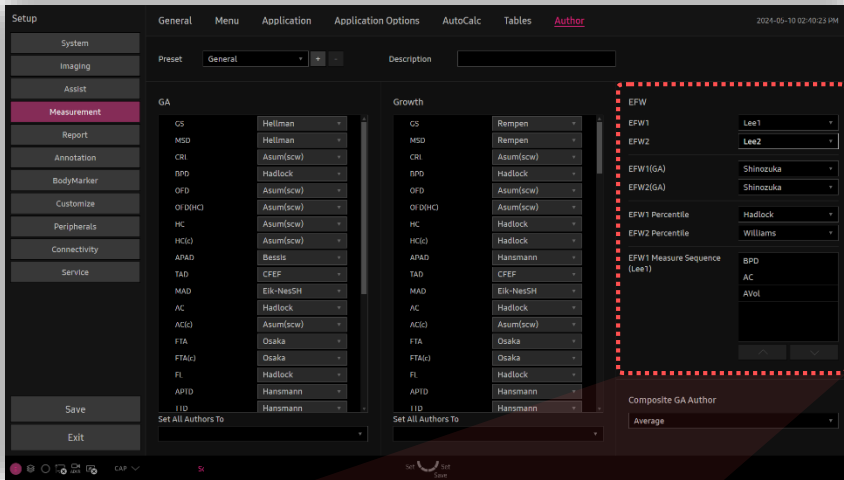 Setup
General Menu Application Application Options AutoCalc Tables Author
2024-05-10 02:40:23 PM
System
Imaging
Assist
Measurement
Report
Annotation
BodyMarker
Customize
Peripherals
Connectivity
Service
Save
Exit
Preset General + - Description
GA
GS Hellman
MSD Hellman
CRL Asum(scw)
BPD Hadlock
OFD Asum(scw)
OFD(HC) Asum(scw)
HC Asum(scw)
HC(c) Asum(scw)
APAD Bessis
TAD CFEF
MAD Eik-NesSH
AC Hadlock
AC(c) Asum(scw)
FTA Osaka
FTA(c) Osaka
FL Hadlock
APTD Hansmann
TTD Hansmann
Set All Authors To
Growth
GS Rempen
MSD Rempen
CRL Asum(scw)
BPD Hadlock
OFD Asum(scw)
OFD(HC) Asum(scw)
HC Hadlock
HC(c) Hadlock
APAD Hansmann
TAD CFEF
MAD Eik-NesSH
AC Hadlock
AC(c) Asum(scw)
FTA Osaka
FTA(c) Osaka
FL Hadlock
APTD Hansmann
TTD Hansmann
Set All Authors To
EFW
EFW1 Lee1
EFW2 Lee2
EFW1(GA) Shinozuka
EFW2(GA) Shinozuka
EFW1 Percentile Hadlock
EFW2 Percentile Williams
EFW1 Measure Sequence
(Lee1)
BPD
AC
AVol
Composite GA Author
Average
CAP
Set Set
Save